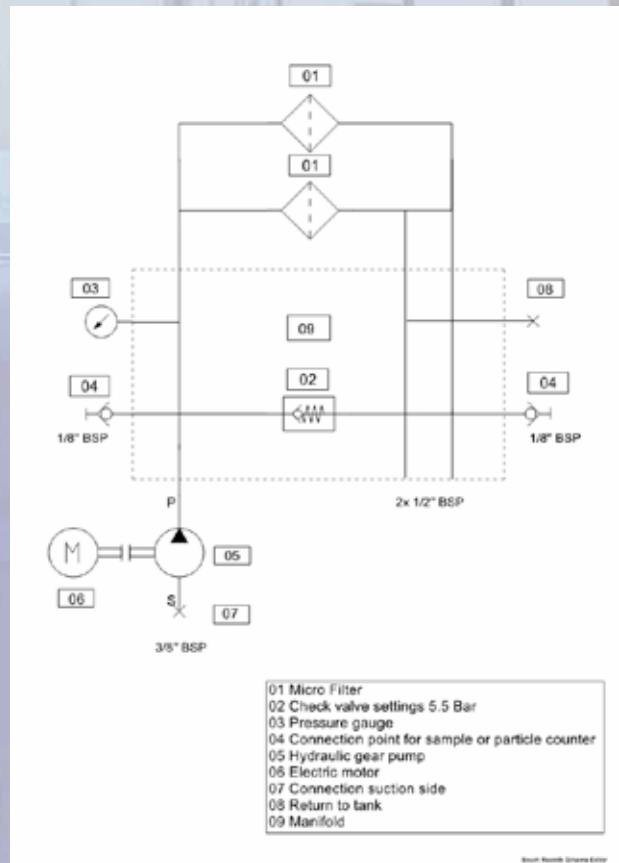 01
01
03
08
09
02
04
04
1/8" BSP
1/8" BSP
P
2x 1/2" BSP
M
05
06
S
07
3/8" BSP
01 Micro Filter
02 Check valve settings 5.5 Bar
03 Pressure gauge
04 Connection point for sample or particle counter
05 Hydraulic gear pump
06 Electric motor
07 Connection suction side
08 Return to tank
09 Manifold